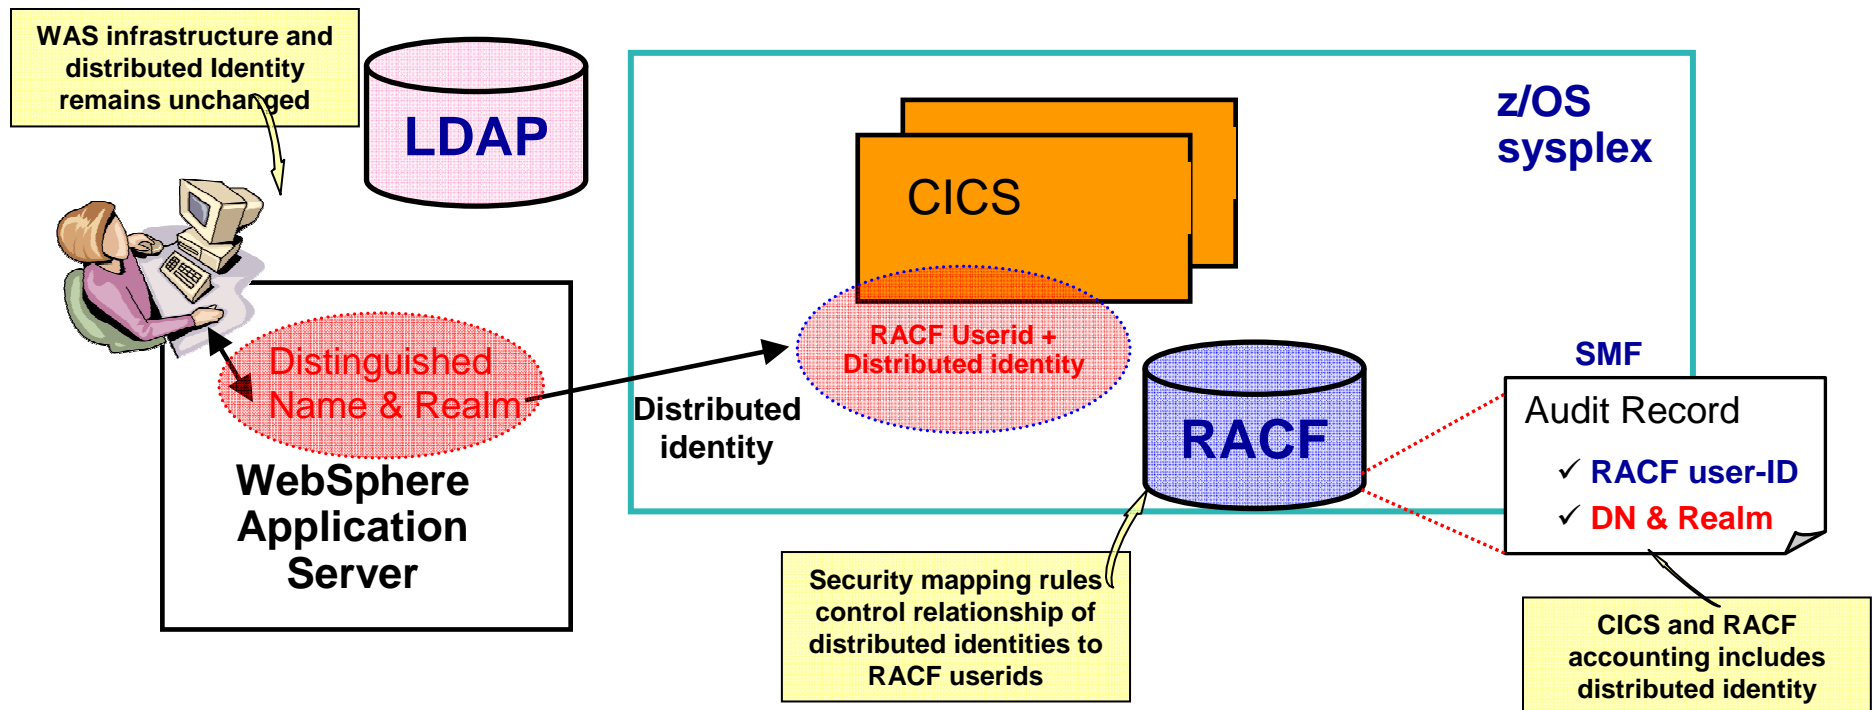 WAS infrastructure and
distributed Identity
remains unchanged
LDAP
z/OS
sysplex
CICS
RACF Userid +
Distributed identity
Distinguished
Name & Realm
Distributed
identity
WebSphere
Application
Server
RACF
SMF
Audit Record
✓ RACF user-ID
✓ DN & Realm
Security mapping rules
control relationship of
distributed identities to
RACF userids
CICS and RACF
accounting includes
distributed identity